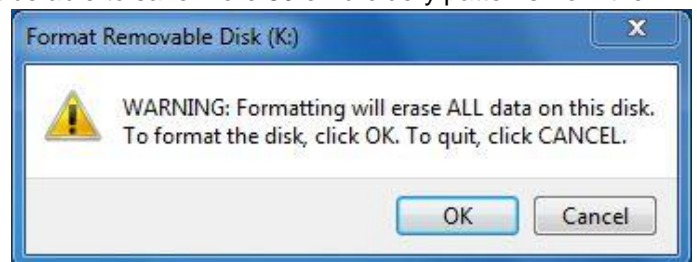 Format Removable Disk (K:)
X
WARNING: Formatting will erase ALL data on this disk.
To format the disk, click OK. To quit, click CANCEL.
OK Cancel